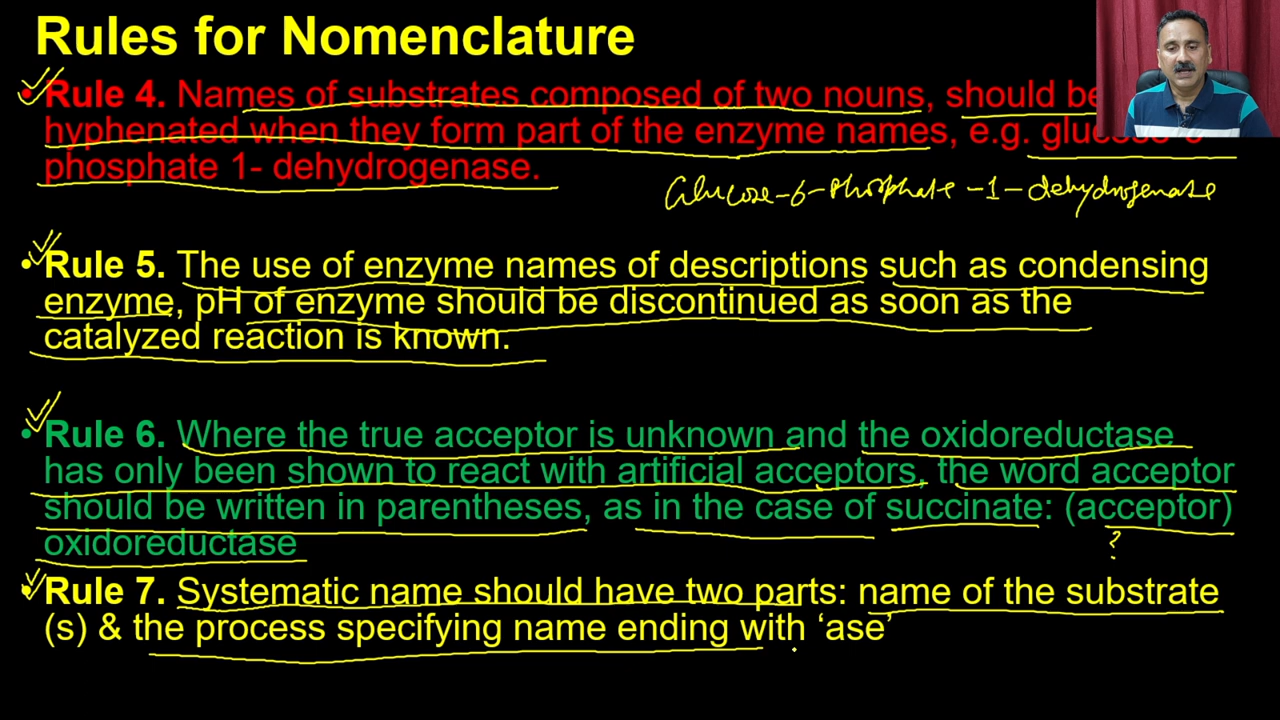 Rules for Nomenclature
• Rule 4. Names of substrates composed of two nouns, should be
hyphenated when they form part of the enzyme names, e.g. glucose-6
phosphate 1- dehydrogenase.
Glucose-6-Phosphate-1-dehydrogenase
• Rule 5. The use of enzyme names of descriptions such as condensing
enzyme, pH of enzyme should be discontinued as soon as the
catalyzed reaction is known.
• Rule 6. Where the true acceptor is unknown and the oxidoreductase
has only been shown to react with artificial acceptors, the word acceptor
should be written in parentheses, as in the case of succinate: (acceptor)
oxidoreductase
?
• Rule 7. Systematic name should have two parts: name of the substrate
(s) & the process specifying name ending with ‘ase’